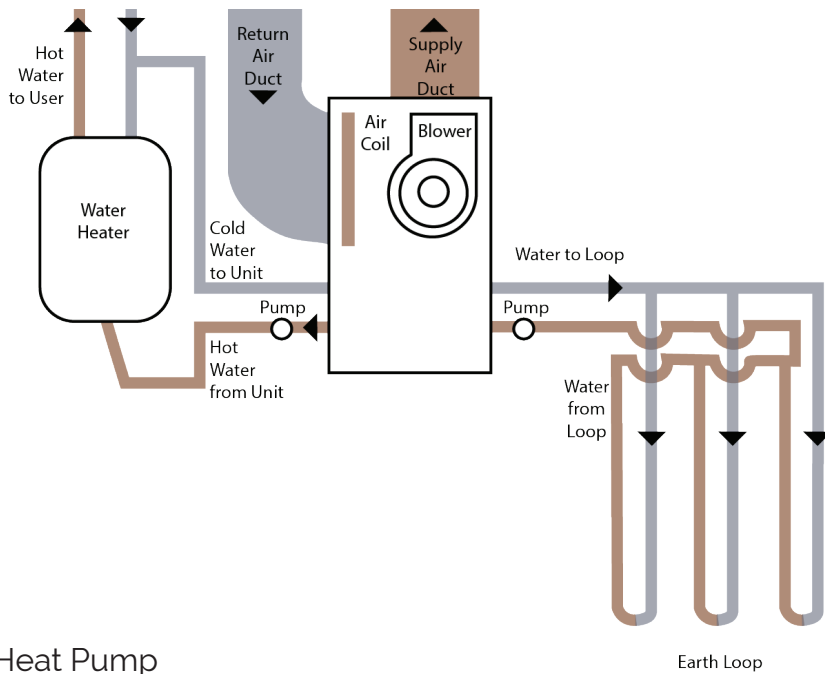 Hot
Water
to User
Return
Air
Duct
Supply
Air
Duct
Air
Coil
Blower
Water
Heater
Cold
Water
to Unit
Water to Loop
Pump
Pump
Hot
Water
from Unit
Water
from
Loop
Earth Loop
Heat Pump